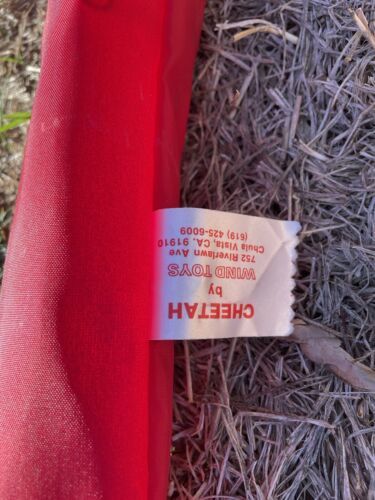 CHEETAH
by
WIND TOYS
752 Riverlawn Ave
Chula Vista, CA. 91910
(619) 425-6009